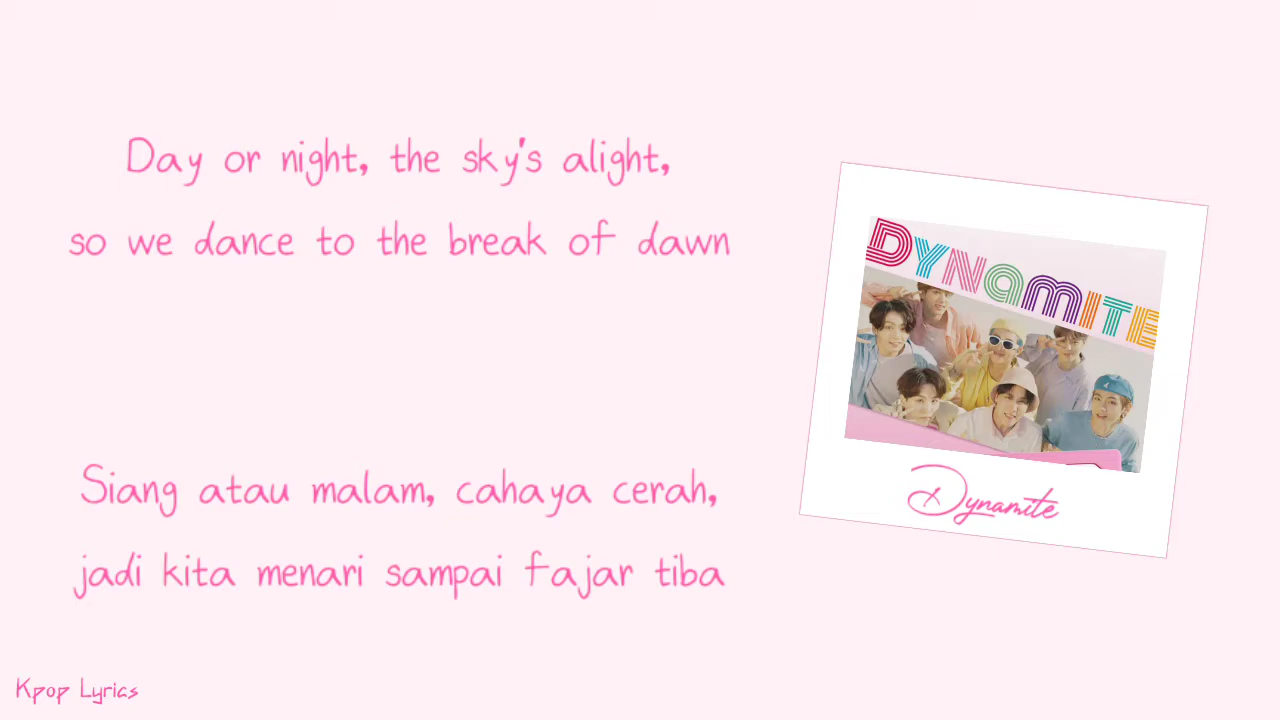 Day or night, the sky's alight,
so we dance to the break of dawn
Siang atau malam, cahaya cerah,
jadi kita menari sampai fajar tiba
DYNAMITE
Dynamite
Kpop Lyrics